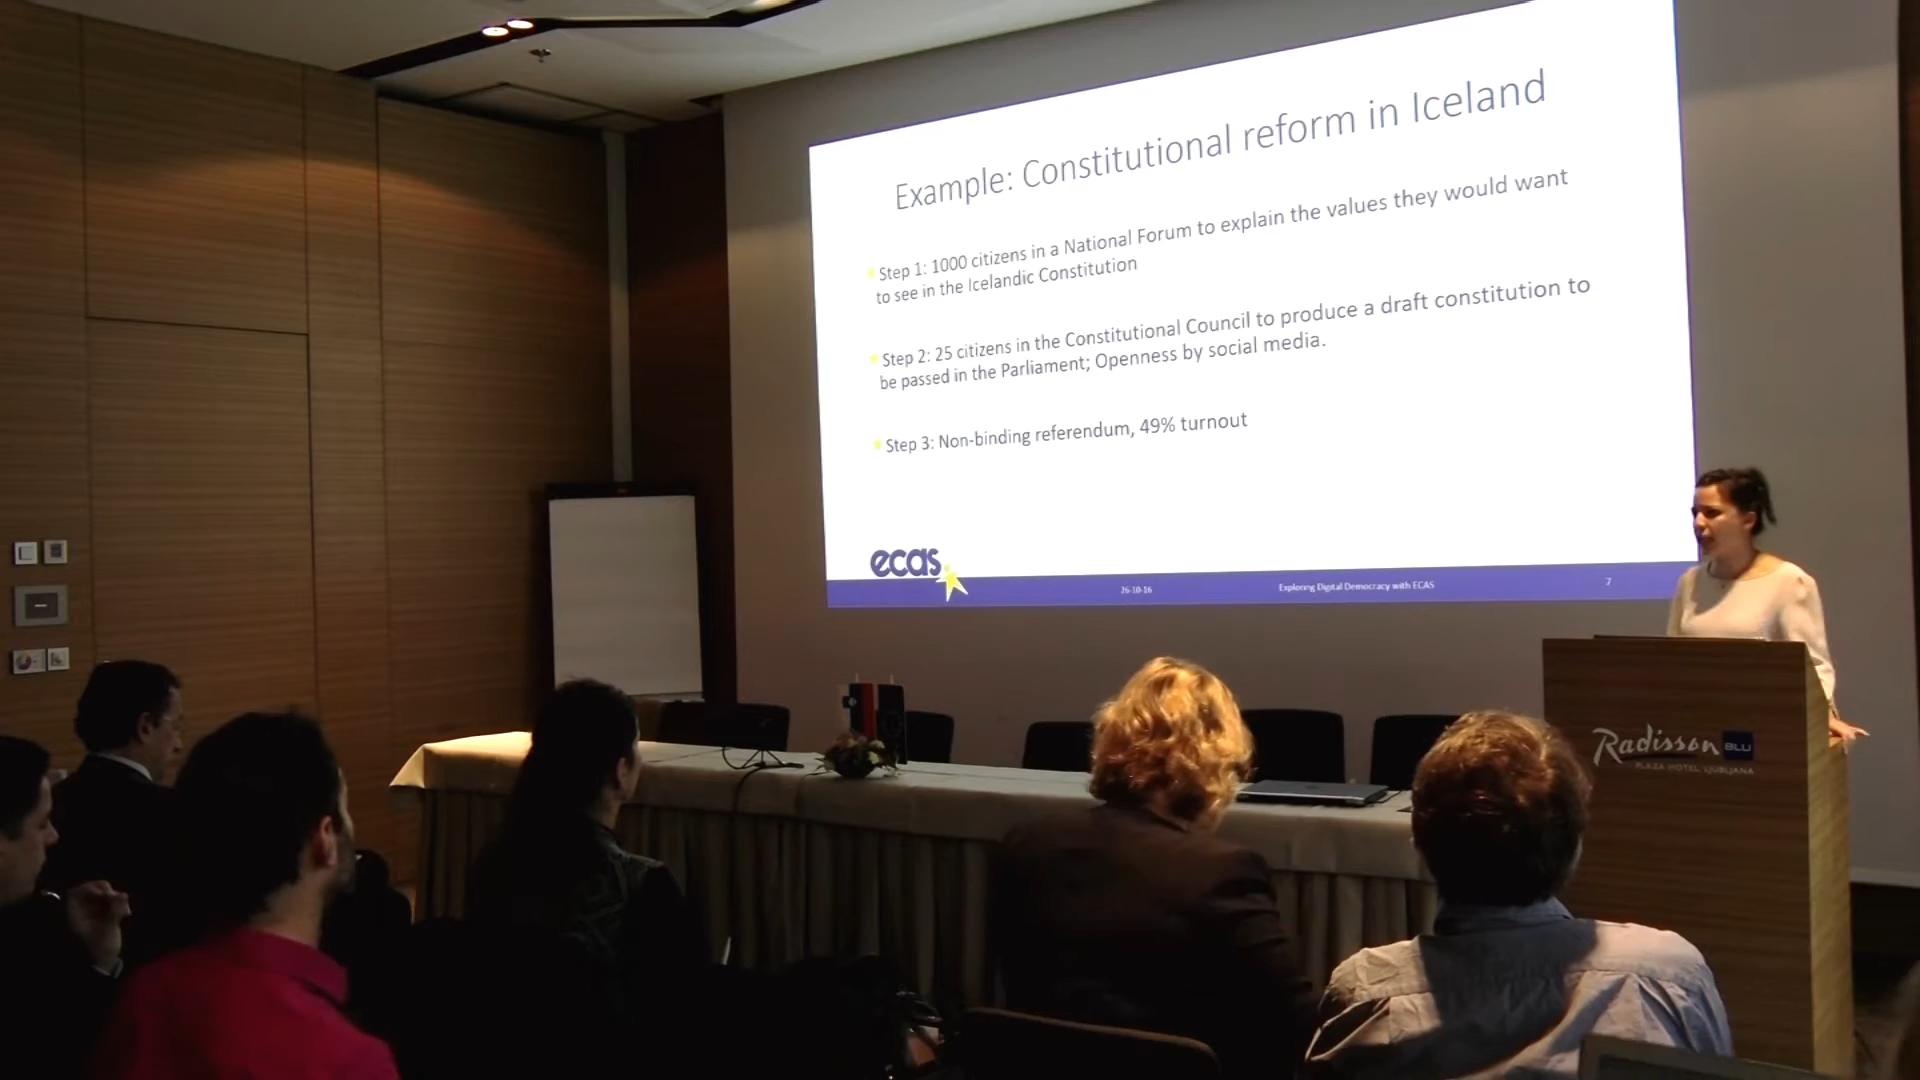 Example: Constitutional reform in Iceland
Step 1: 1000 citizens in a National Forum to explain the values they would want
to see in the Icelandic Constitution
Step 2: 25 citizens in the Constitutional Council to produce a draft constitution to
be passed in the Parliament; Openness by social media.
Step 3: Non-binding referendum, 49% turnout
ecas
26-10-16
Exploring Digital Democracy with ECAS
7
Radisson BLU
PLAZA HOTEL LJUBLJANA